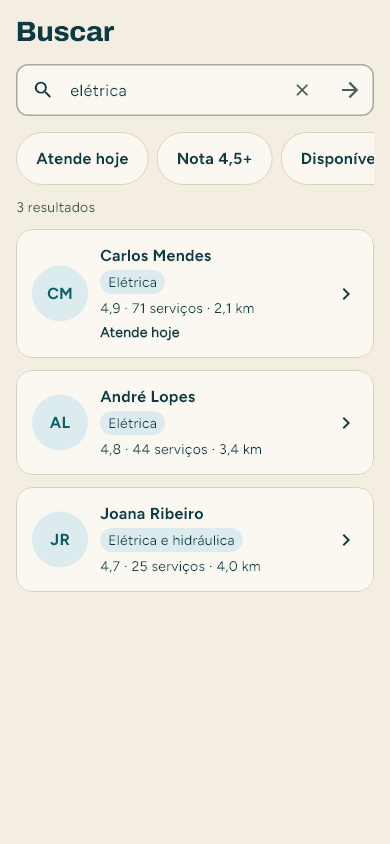 Buscar
elétrica
Atende hoje
Nota 4,5+
Disponíve
3 resultados
CM
Carlos Mendes
Elétrica
4,9 · 71 serviços · 2,1 km
Atende hoje
AL
André Lopes
Elétrica
4,8 · 44 serviços · 3,4 km
JR
Joana Ribeiro
Elétrica e hidráulica
4,7 · 25 serviços · 4,0 km